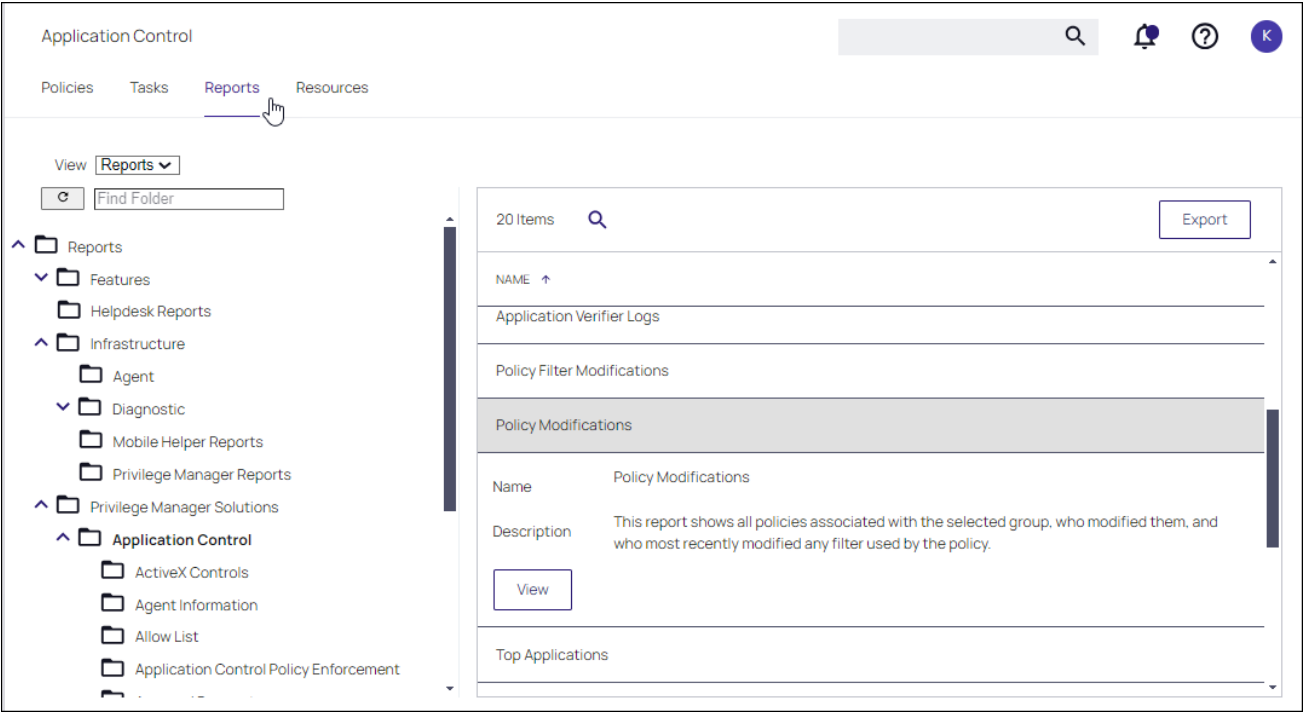 Application Control
K
Policies Tasks Reports Resources
View Reports
Find Folder
Reports
Features
Helpdesk Reports
Infrastructure
Agent
Diagnostic
Mobile Helper Reports
Privilege Manager Reports
Privilege Manager Solutions
Application Control
ActiveX Controls
Agent Information
Allow List
Application Control Policy Enforcement
20 Items
Export
NAME
Application Verifier Logs
Policy Filter Modifications
Policy Modifications
Name Policy Modifications
Description This report shows all policies associated with the selected group, who modified them, and
who most recently modified any filter used by the policy.
View
Top Applications